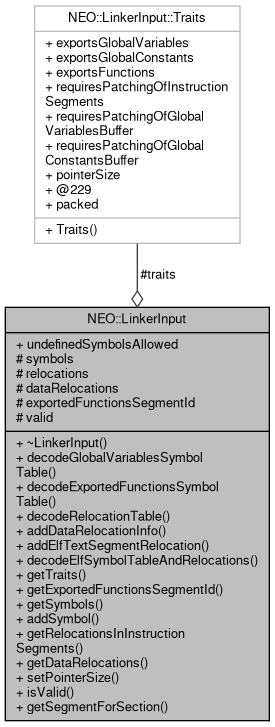 NEO::LinkerInput::Traits
+ exportsGlobalVariables
+ exportsGlobalConstants
+ exportsFunctions
+ requiresPatchingOfInstruction
Segments
+ requiresPatchingOfGlobal
VariablesBuffer
+ requiresPatchingOfGlobal
ConstantsBuffer
+ pointerSize
+ @229
+ packed
+ Traits()
#traits
NEO::LinkerInput
+ undefinedSymbolsAllowed
# symbols
# relocations
# dataRelocations
# exportedFunctionsSegmentId
# valid
+ ~LinkerInput()
+ decodeGlobalVariablesSymbol
Table()
+ decodeExportedFunctionsSymbol
Table()
+ decodeRelocationTable()
+ addDataRelocationInfo()
+ addElfTextSegmentRelocation()
+ decodeElfSymbolTableAndRelocations()
+ getTraits()
+ getExportedFunctionsSegmentId()
+ getSymbols()
+ addSymbol()
+ getRelocationsInInstruction
Segments()
+ getDataRelocations()
+ setPointerSize()
+ isValid()
+ getSegmentForSection()